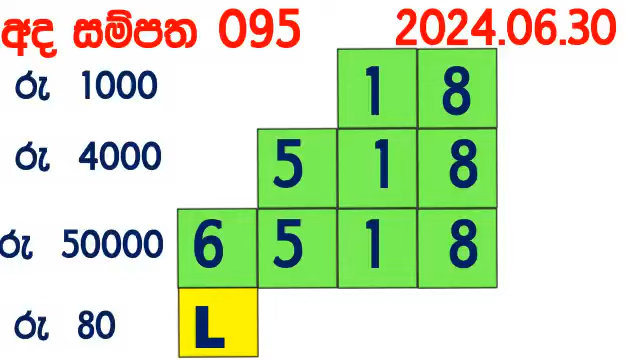 අද සම්පත 095 2024.06.30
රු 1000 1 8
රු 4000 5 1 8
රු 50000 6 5 1 8
රු 80 L